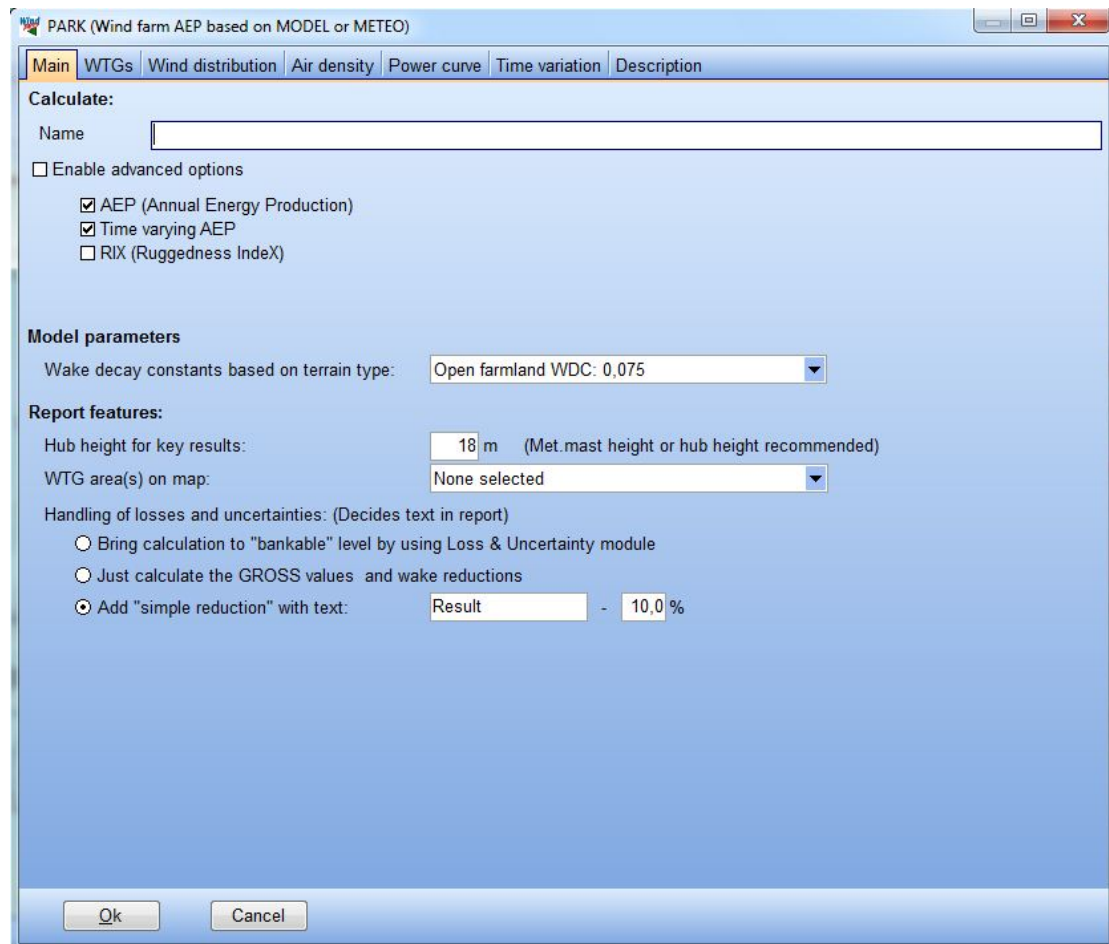 PARK (Wind farm AEP based on MODEL or METEO)
Main WTGs Wind distribution Air density Power curve Time variation Description
Calculate:
Name
Enable advanced options
AEP (Annual Energy Production)
Time varying AEP
RIX (Ruggedness IndeX)
Model parameters
Wake decay constants based on terrain type: Open farmland WDC: 0,075
Report features:
Hub height for key results: 18 m (Met.mast height or hub height recommended)
WTG area(s) on map: None selected
Handling of losses and uncertainties: (Decides text in report)
Bring calculation to "bankable" level by using Loss & Uncertainty module
Just calculate the GROSS values and wake reductions
Add "simple reduction" with text: Result - 10,0 %
Ok Cancel